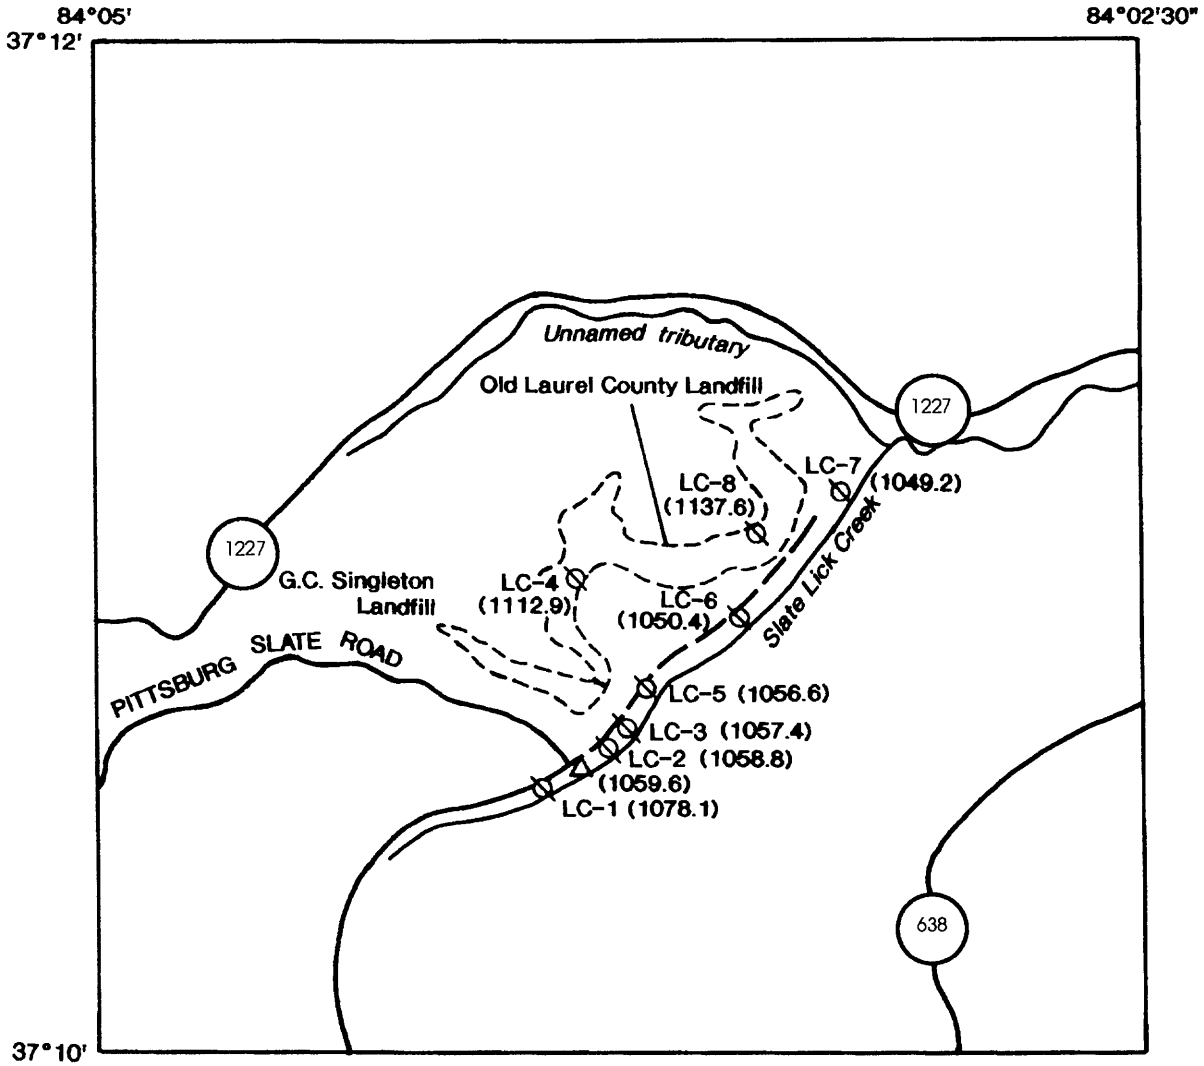 84°05'
84°02'30"
37°12'
Unnamed tributary
Old Laurel County Landfill
1227
LC-7
(1049.2)
LC-8
(1137.6)
1227
G.C. Singleton
Landfill
LC-4
(1112.9)
LC-6
(1050.4)
Slate Lick Creek
PITTSBURG SLATE ROAD
LC-5 (1056.6)
LC-3 (1057.4)
LC-2 (1058.8)
(1059.6)
LC-1 (1078.1)
638
37°10'